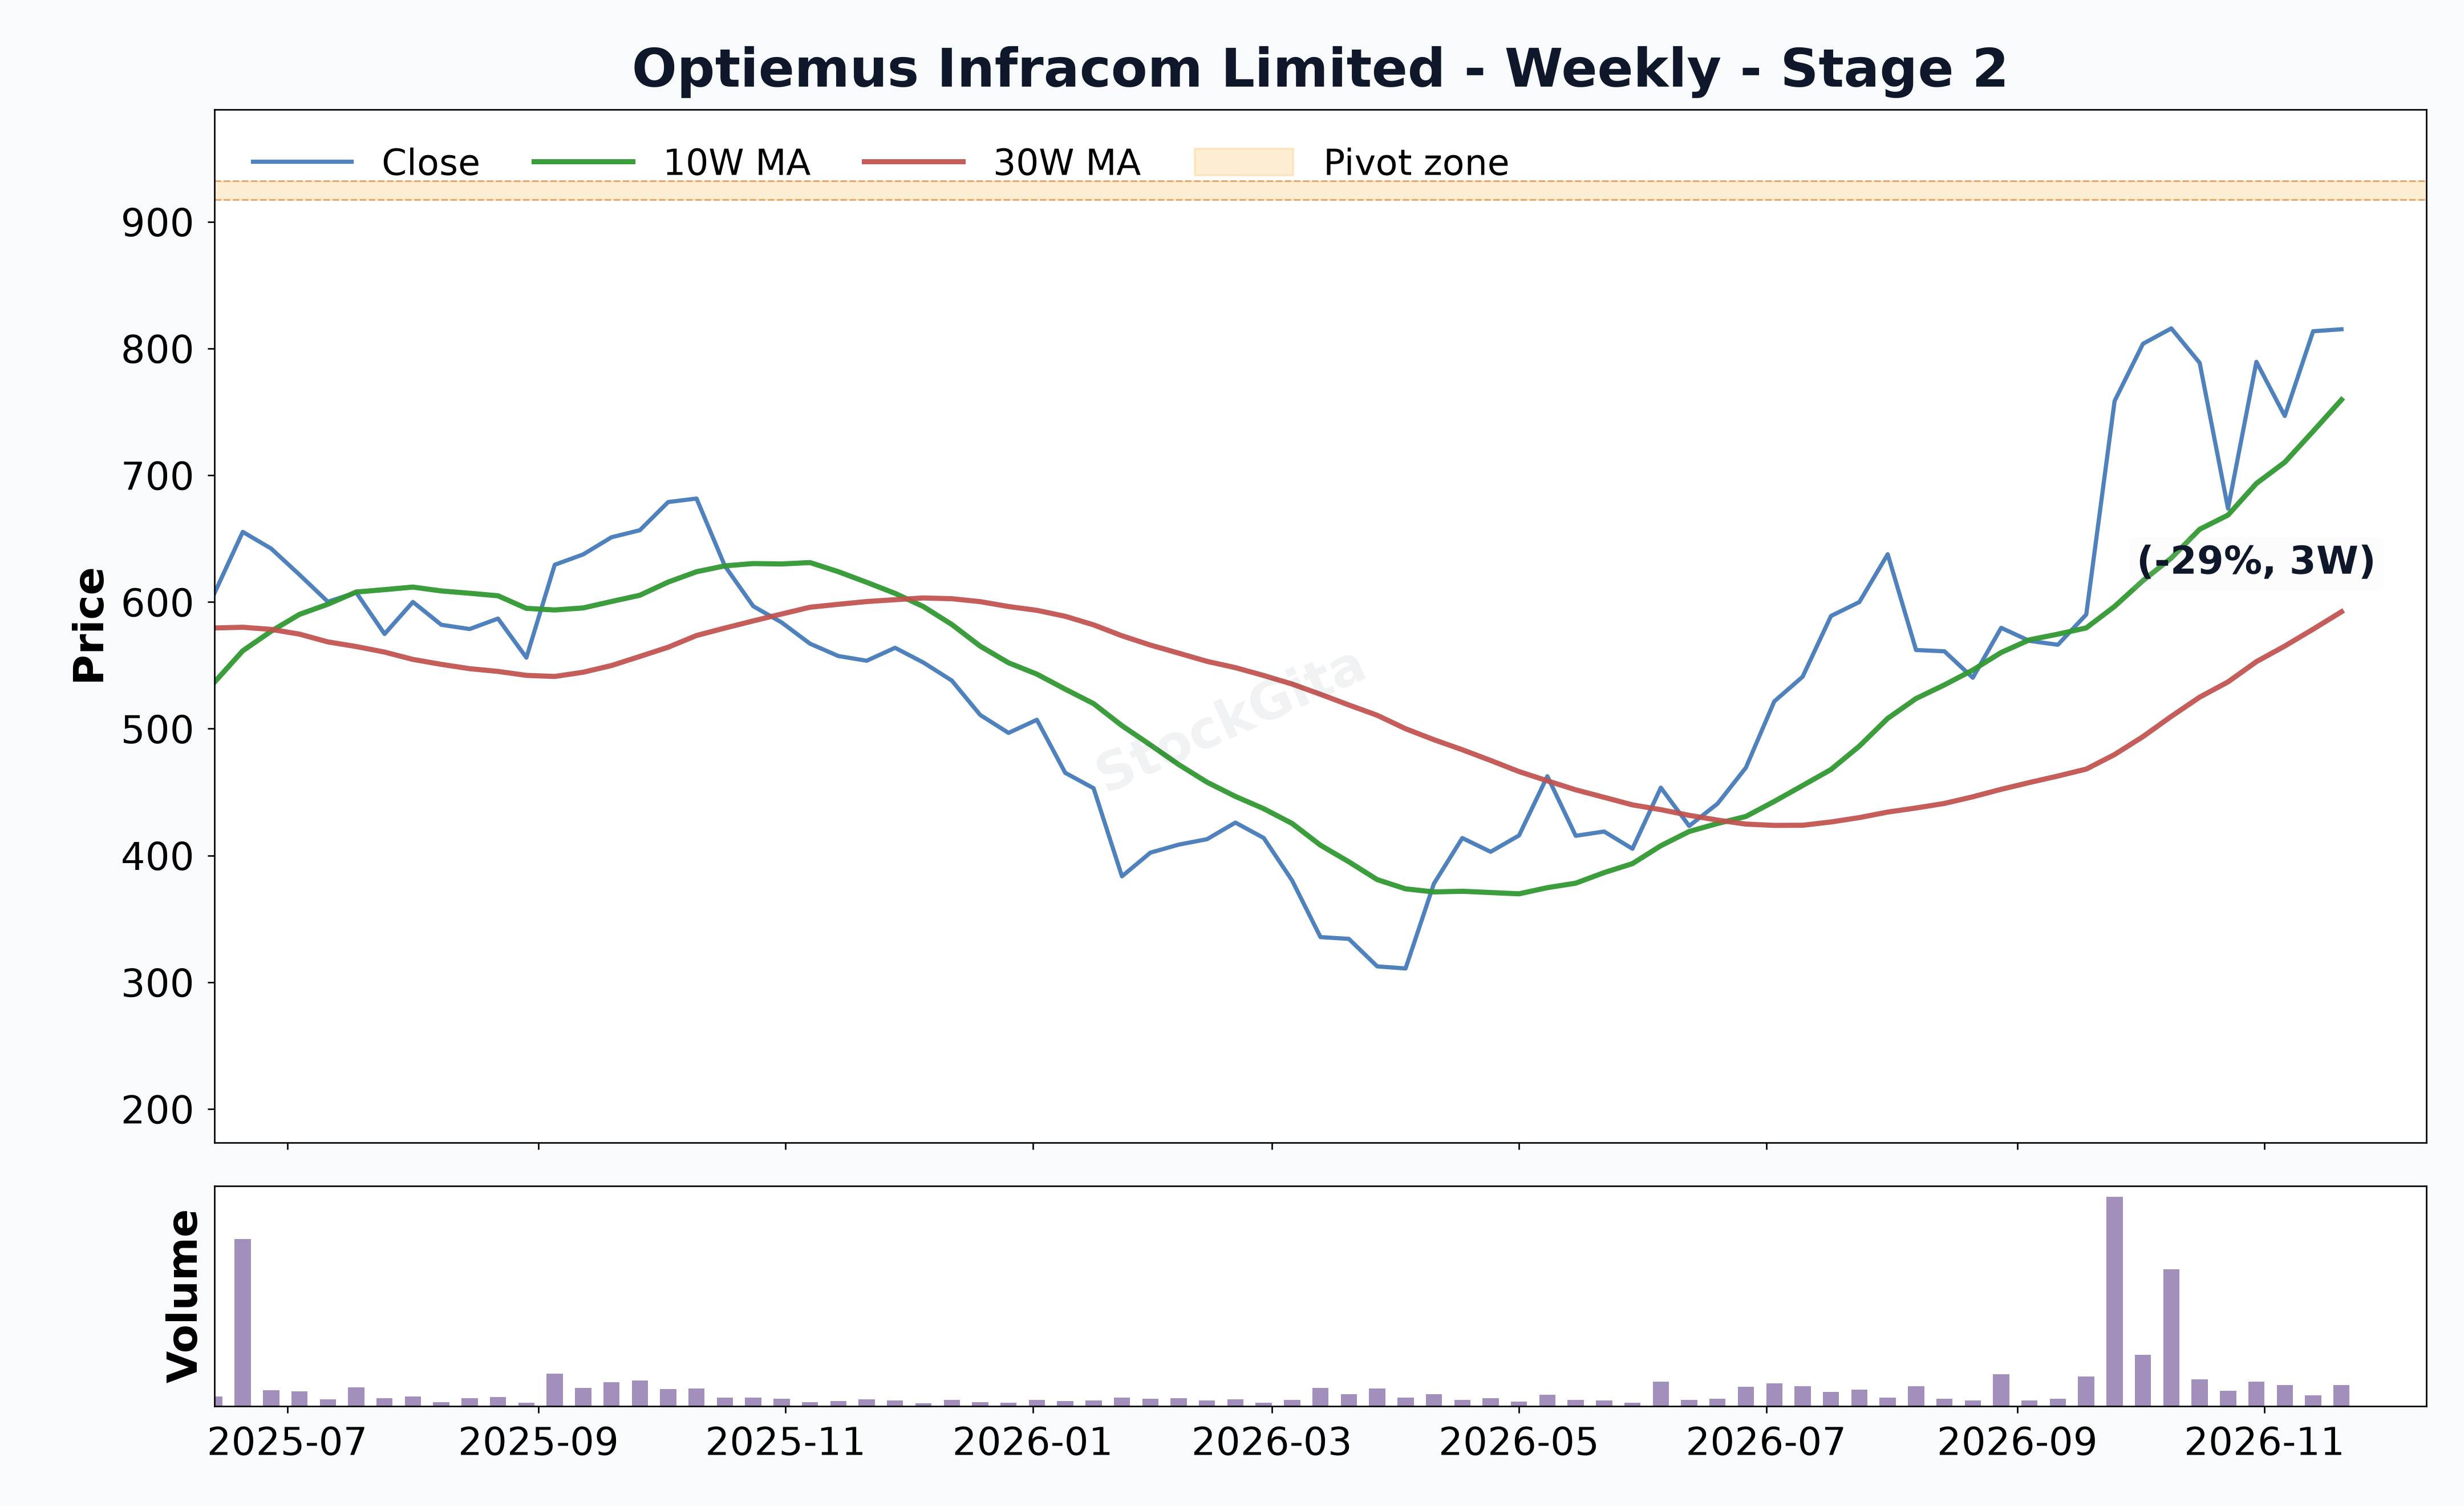 Optiemus Infracom Limited - Weekly - Stage 2
Close 10W MA 30W MA Pivot zone
900
800
700
600
500
400
300
200
Price
(-29%, 3W)
StockGita
Volume
2025-07 2025-09 2025-11 2026-01 2026-03 2026-05 2026-07 2026-09 2026-11